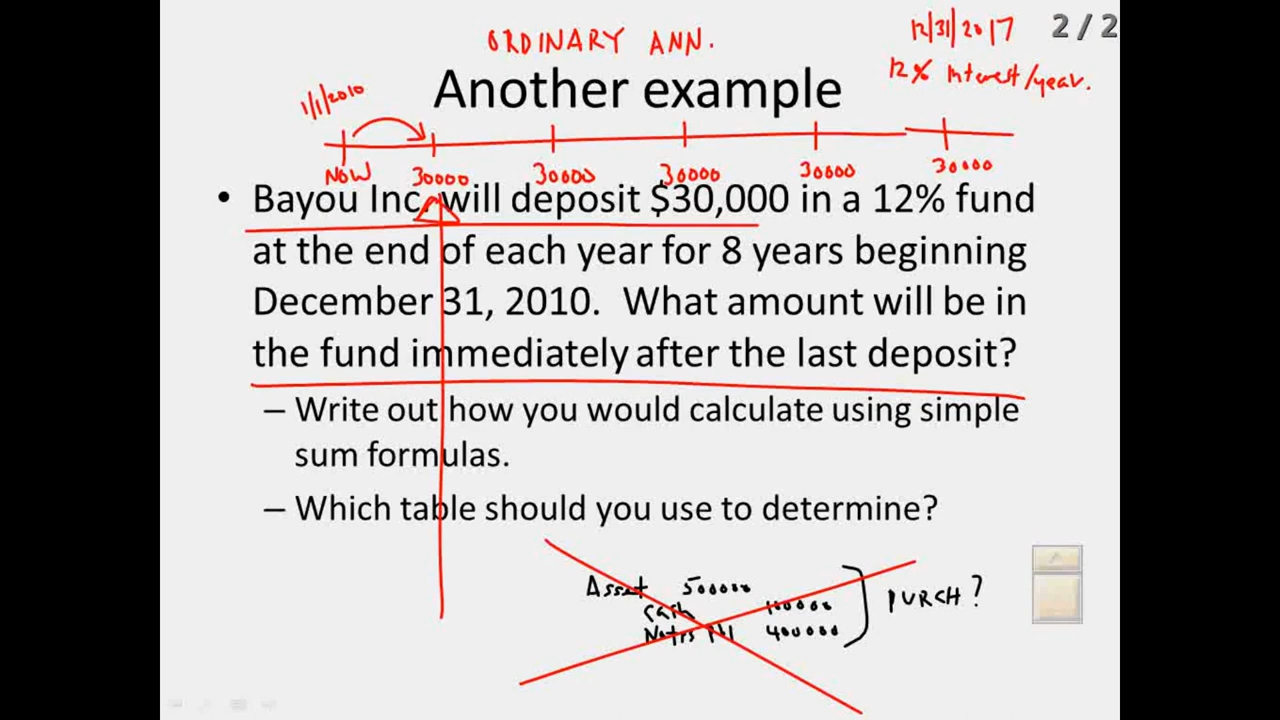 12/31/2017
2 / 2
ORDINARY ANN.
12% interest/year.
Another example
1/1/2010
NOW 30000 30000 30000 30000 30000
• Bayou Inc. will deposit $30,000 in a 12% fund
at the end of each year for 8 years beginning
December 31, 2010. What amount will be in
the fund immediately after the last deposit?
– Write out how you would calculate using simple
sum formulas.
– Which table should you use to determine?
Asset 500000
Cash 100000
Notes Pbl 400000
PURCH?